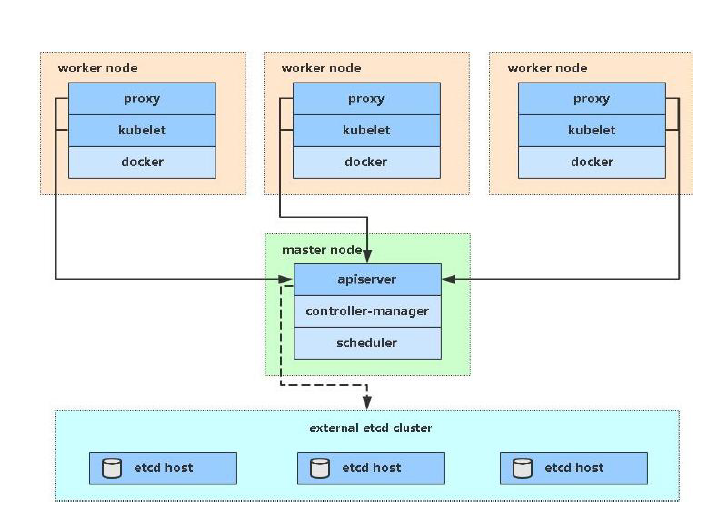 worker node
proxy
kubelet
docker
worker node
proxy
kubelet
docker
worker node
proxy
kubelet
docker
master node
apiserver
controller-manager
scheduler
external etcd cluster
etcd host
etcd host
etcd host